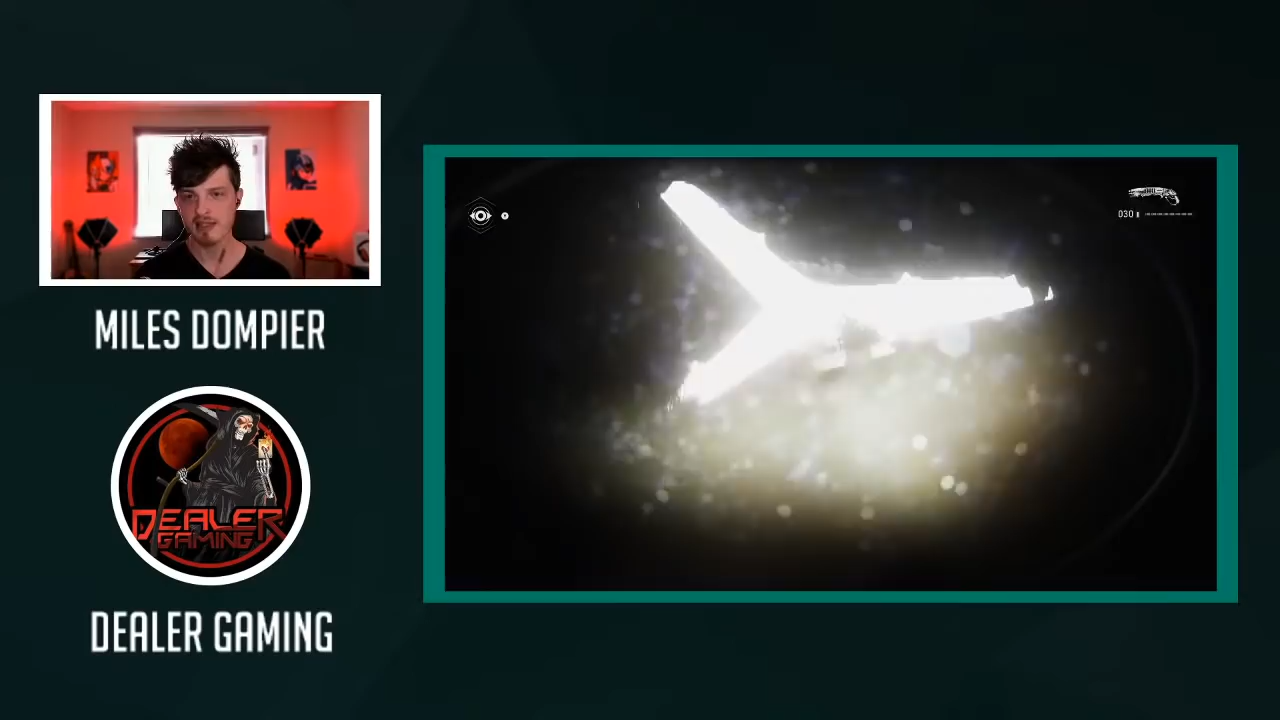 MILES DOMPIER
DEALER
GAMING
DEALER GAMING
030